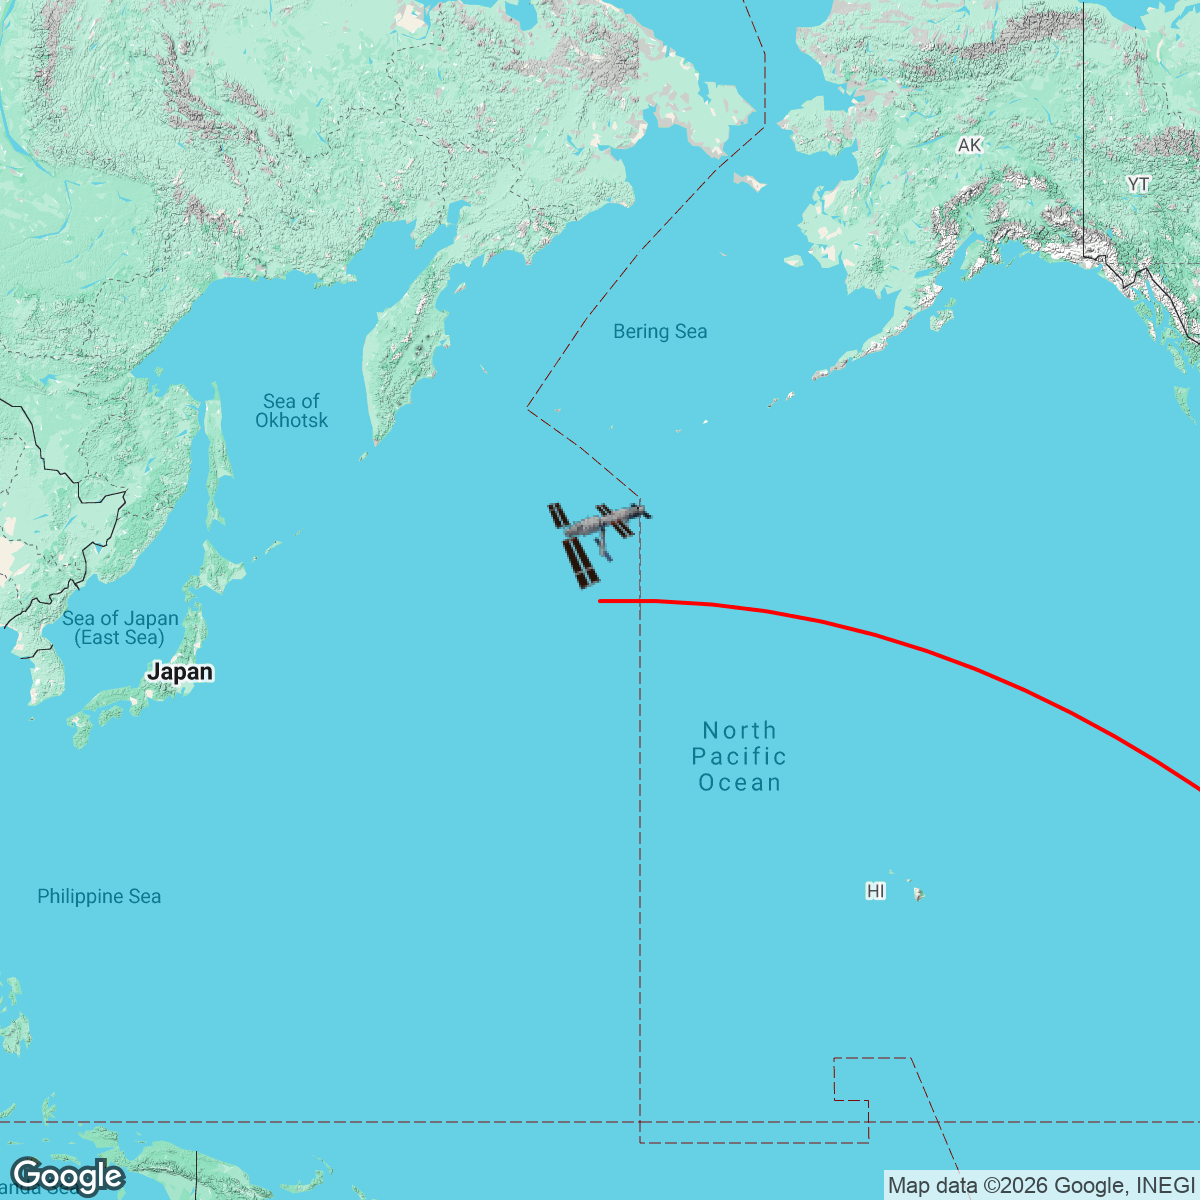 AK
YT
Bering Sea
Sea of
Okhotsk
Sea of Japan
(East Sea)
Japan
North
Pacific
Ocean
HI
Philippine Sea
Google
Map data ©2026 Google, INEGI